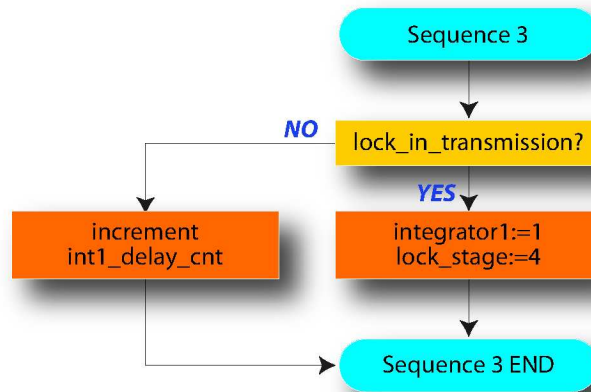 Sequence 3
NO
lock_in_transmission?
YES
increment
int1_delay_cnt
integrator1:=1
lock_stage:=4
Sequence 3 END